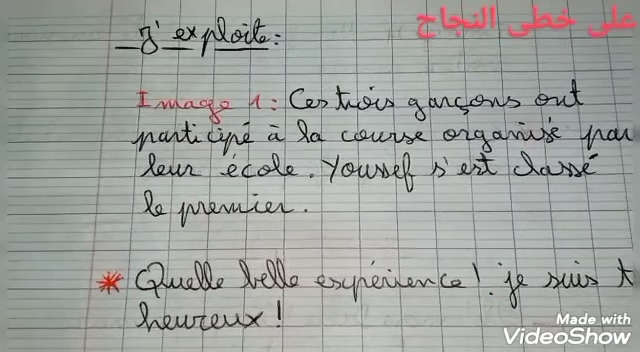 على خطى النجاح
J'exploite:
Image 1: Ces trois garçons ont
participé à la course organisé par
leur école. Youssef s'est classé
le premier.
* Quelle belle expérience! je suis t
heureux!
Made with
VideoShow